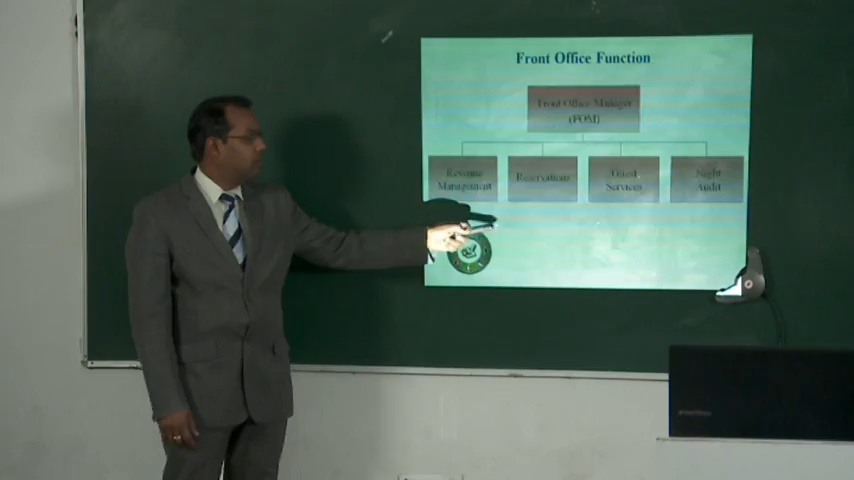 Front Office Function
Front Office Manager
(FOM)
Revenue
Management
Reservations
Guest
Services
Night
Audit